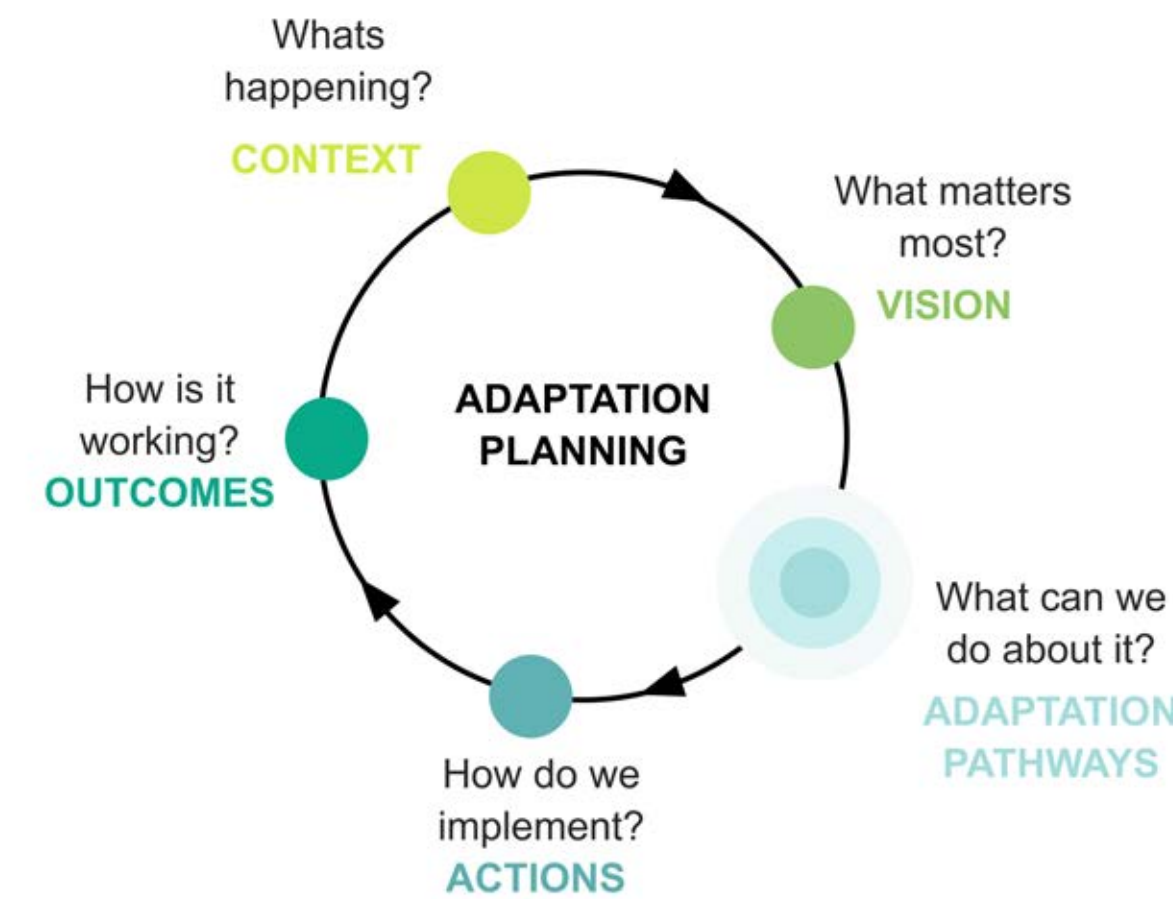 Whats
happening?
CONTEXT
What matters
most?
VISION
ADAPTATION
PLANNING
How is it
working?
OUTCOMES
What can we
do about it?
ADAPTATION
PATHWAYS
How do we
implement?
ACTIONS